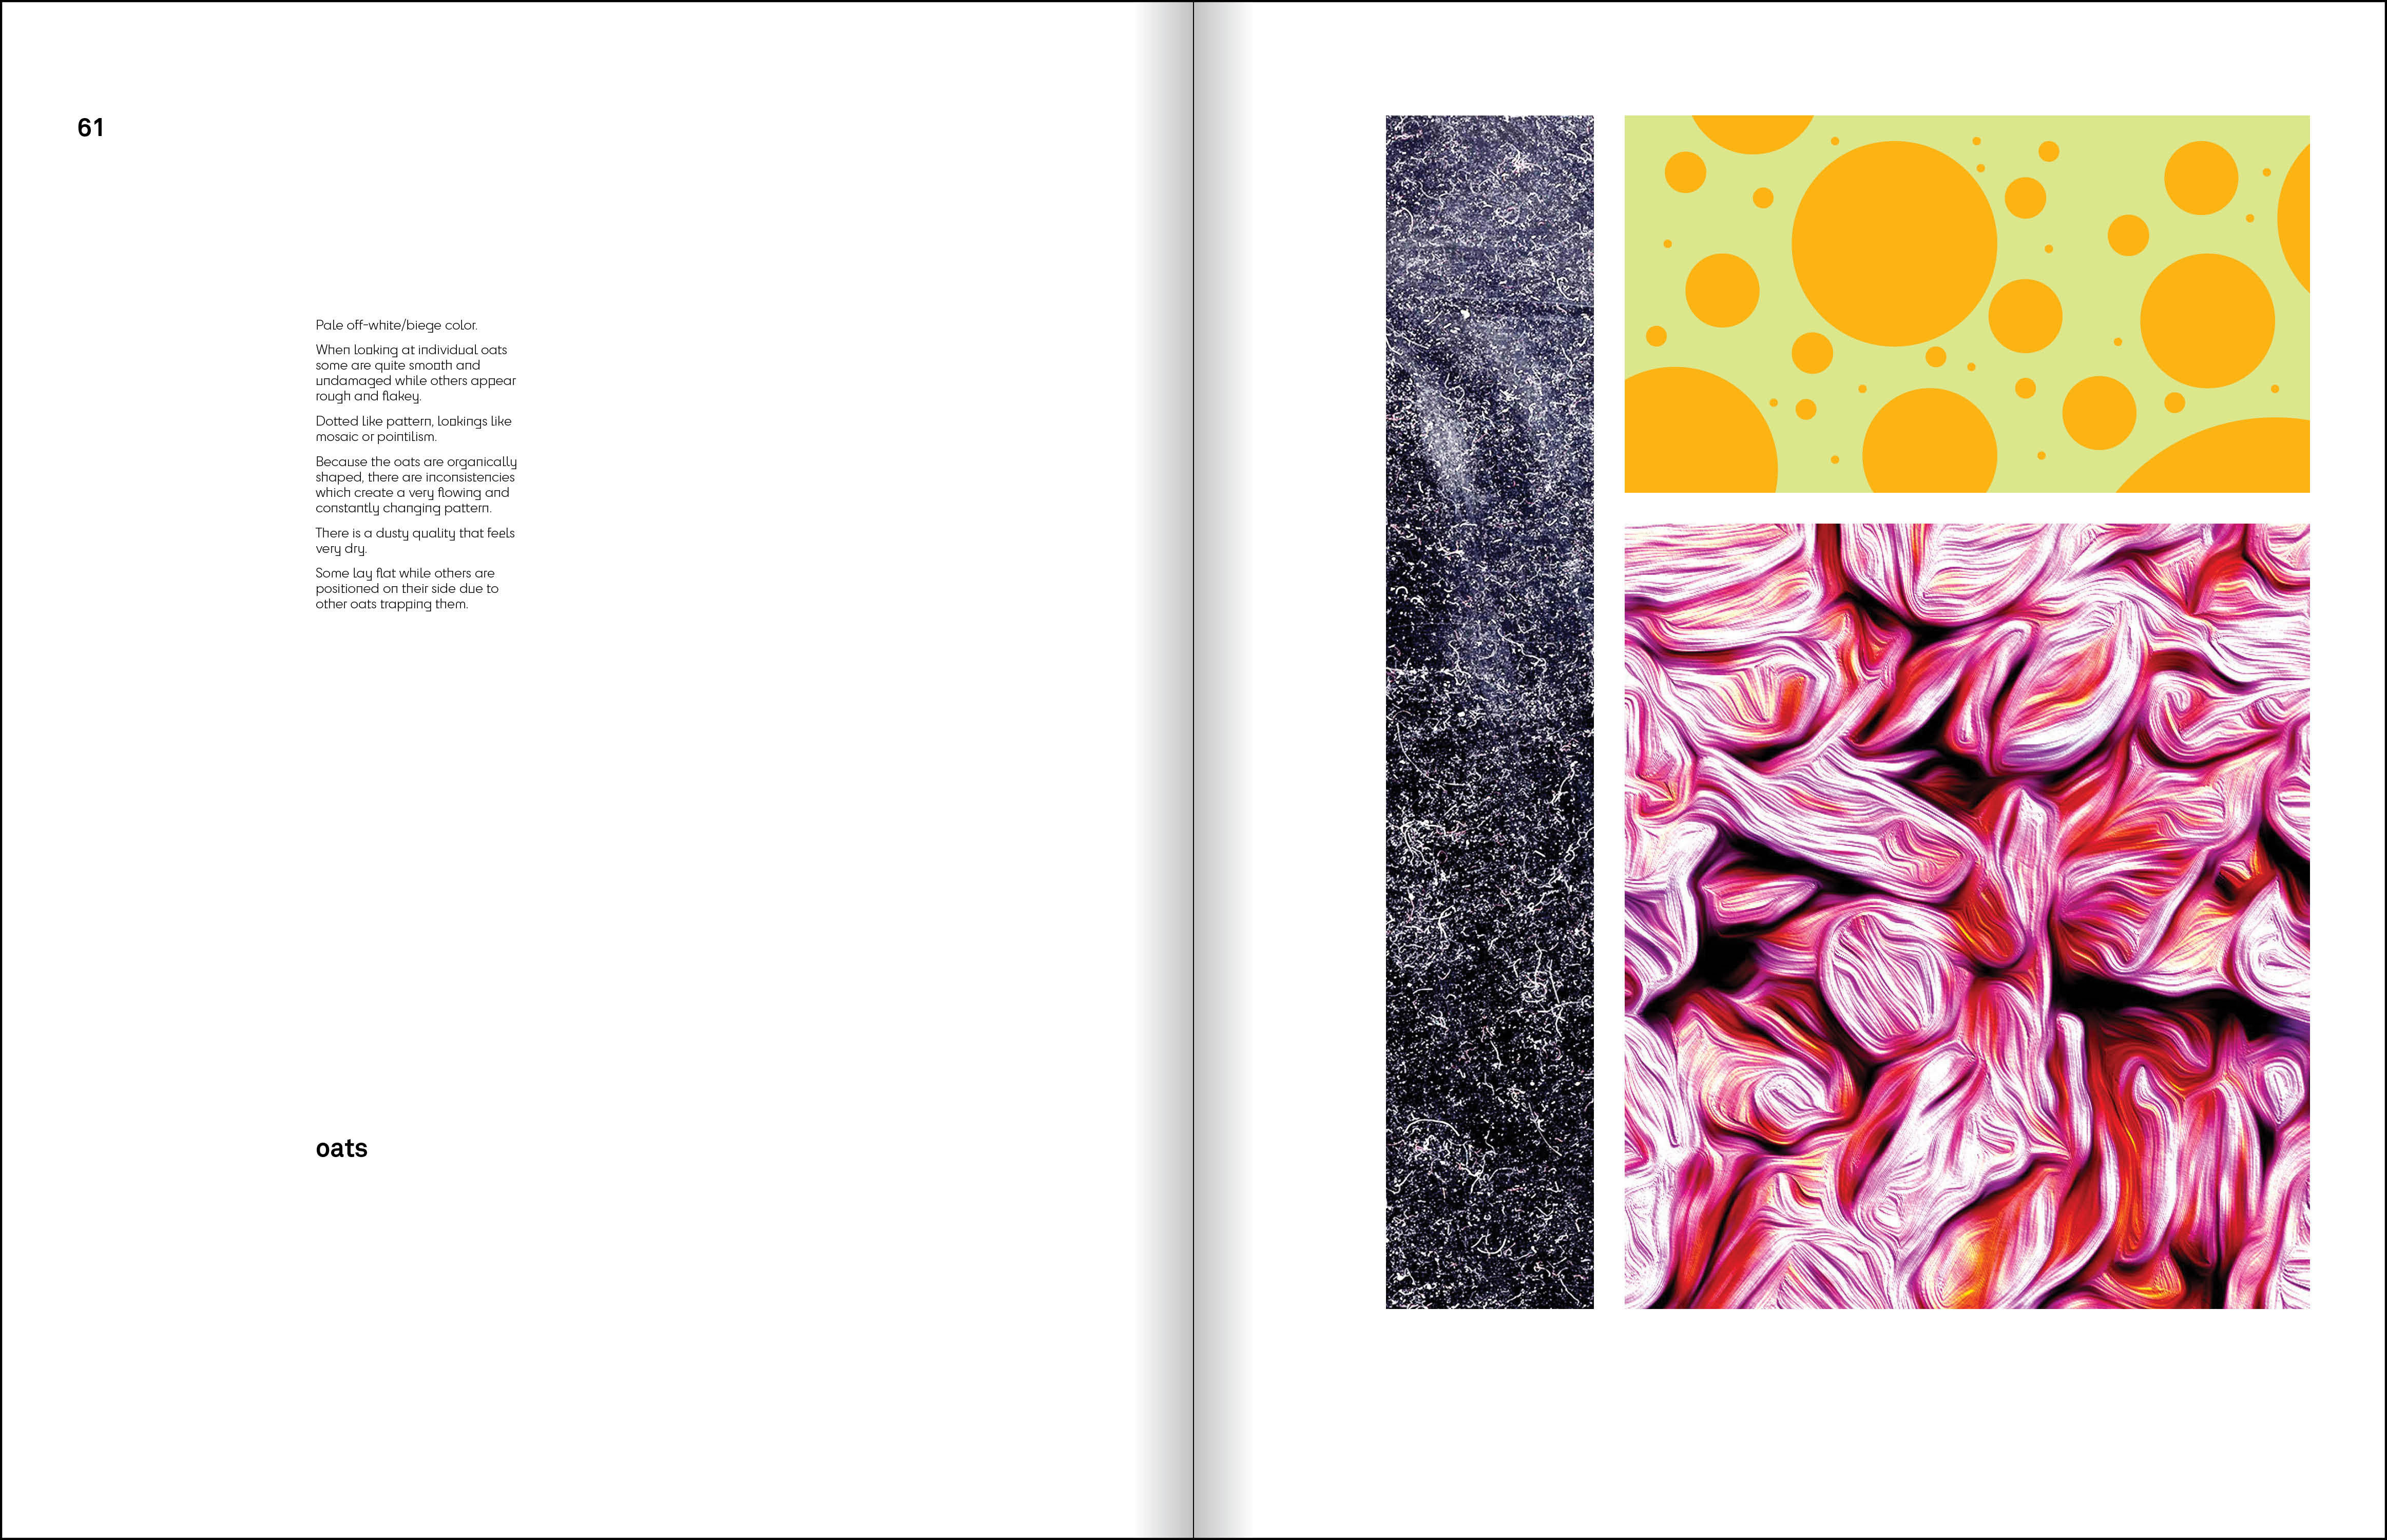 61
Pale off-white/biege color.
When looking at individual oats
some are quite smooth and
undamaged while others appear
rough and flakey.
Dotted like pattern, lookings like
mosaic or pointilism.
Because the oats are organically
shaped, there are inconsistencies
which create a very flowing and
constantly changing pattern.
There is a dusty quality that feels
very dry.
Some lay flat while others are
positioned on their side due to
other oats trapping them.
oats